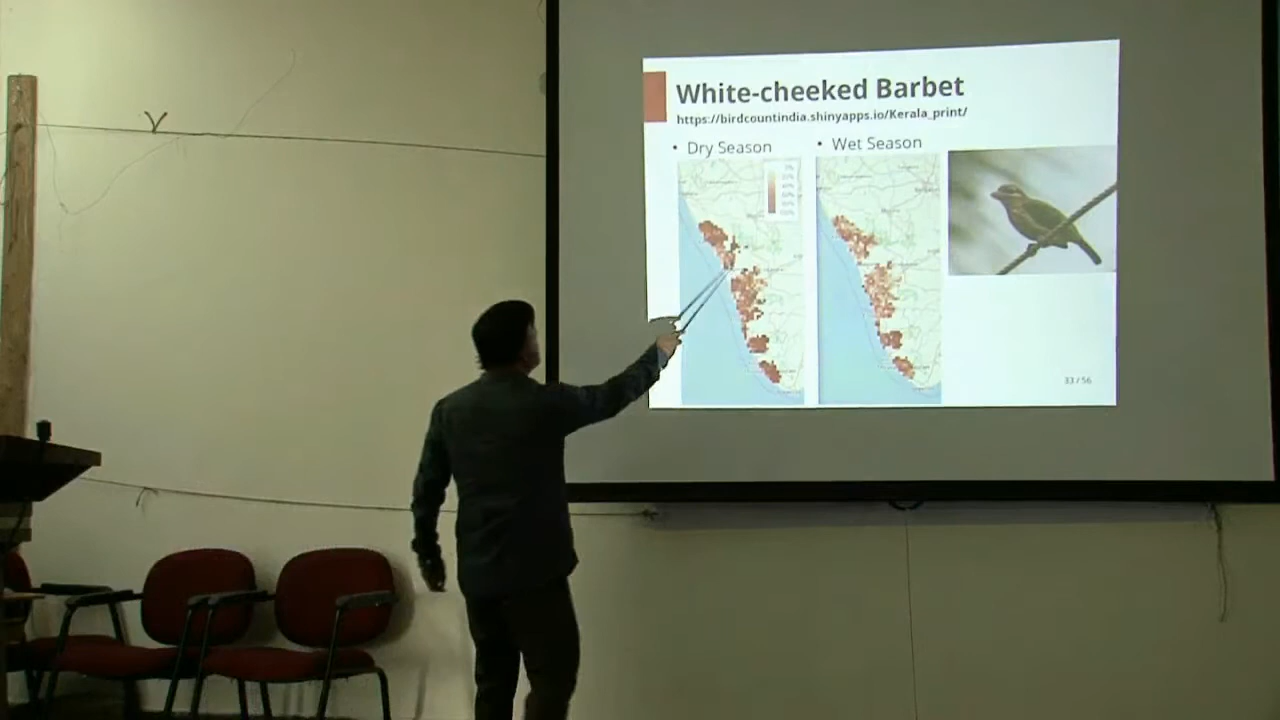 White-cheeked Barbet
https://birdcountindia.shinyapps.io/Kerala_print/
• Dry Season
• Wet Season
33 / 56